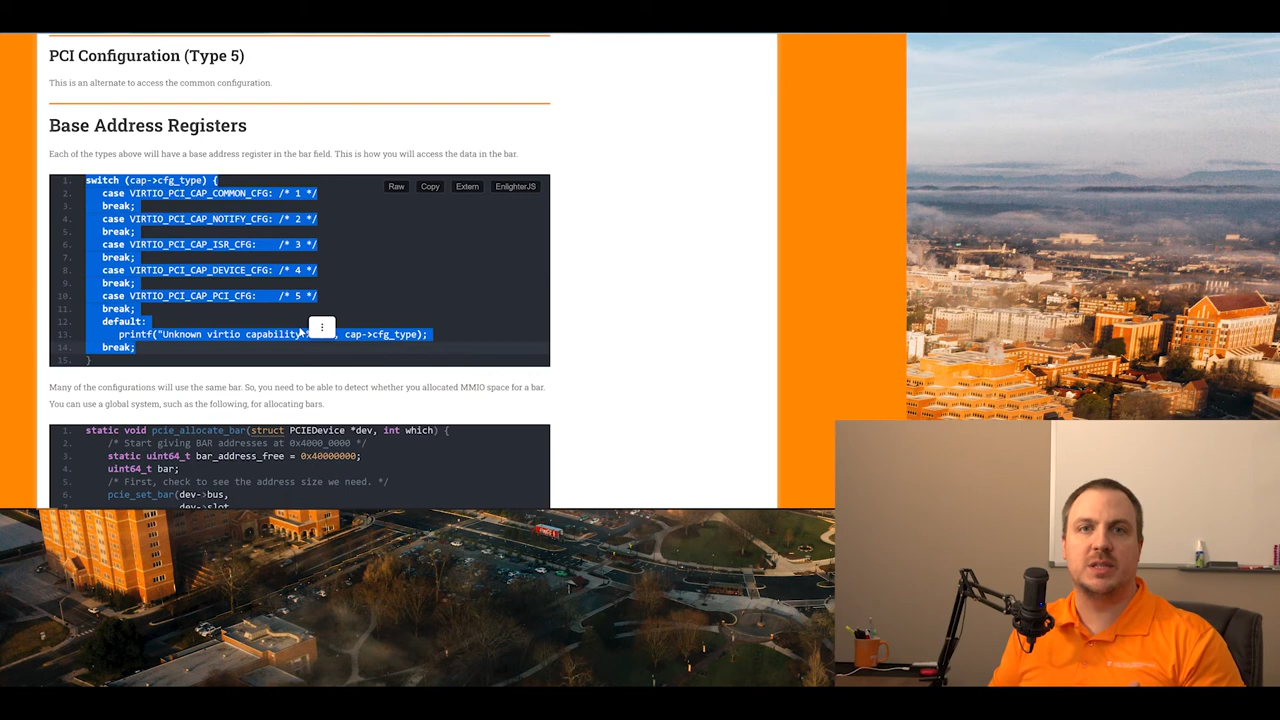 PCI Configuration (Type 5)
This is an alternate to access the common configuration.
Base Address Registers
Each of the types above will have a base address register in the bar field. This is how you will access the data in the bar.
Raw Copy Extern EnlighterJS
1. switch (cap->cfg_type) {
2. case VIRTIO_PCI_CAP_COMMON_CFG: /* 1 */
3. break;
4. case VIRTIO_PCI_CAP_NOTIFY_CFG: /* 2 */
5. break;
6. case VIRTIO_PCI_CAP_ISR_CFG: /* 3 */
7. break;
8. case VIRTIO_PCI_CAP_DEVICE_CFG: /* 4 */
9. break;
10. case VIRTIO_PCI_CAP_PCI_CFG: /* 5 */
11. break;
12. default:
13. printf("Unknown virtio capability , cap->cfg_type);
14. break;
15. }
Many of the configurations will use the same bar. So, you need to be able to detect whether you allocated MMIO space for a bar.
You can use a global system, such as the following, for allocating bars.
1. static void pcie_allocate_bar(struct PCIEDevice *dev, int which) {
2. /* Start giving BAR addresses at 0x4000_0000 */
3. static uint64_t bar_address_free = 0x40000000;
4. uint64_t bar;
5. /* First, check to see the address size we need. */
6. pcie_set_bar(dev->bus,
dev->slot